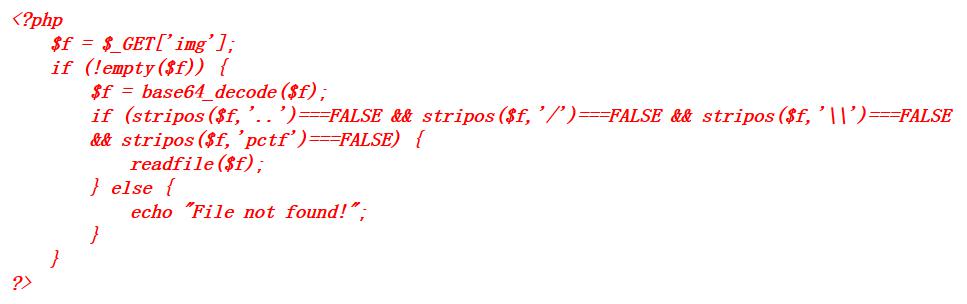 <?php
$f = $_GET['img'];
if (!empty($f)) {
$f = base64_decode($f);
if (stripos($f,'..')===FALSE && stripos($f,'/')===FALSE && stripos($f,'\\')===FALSE
&& stripos($f,'pctf')===FALSE) {
readfile($f);
} else {
echo "File not found!";
}
}
?>